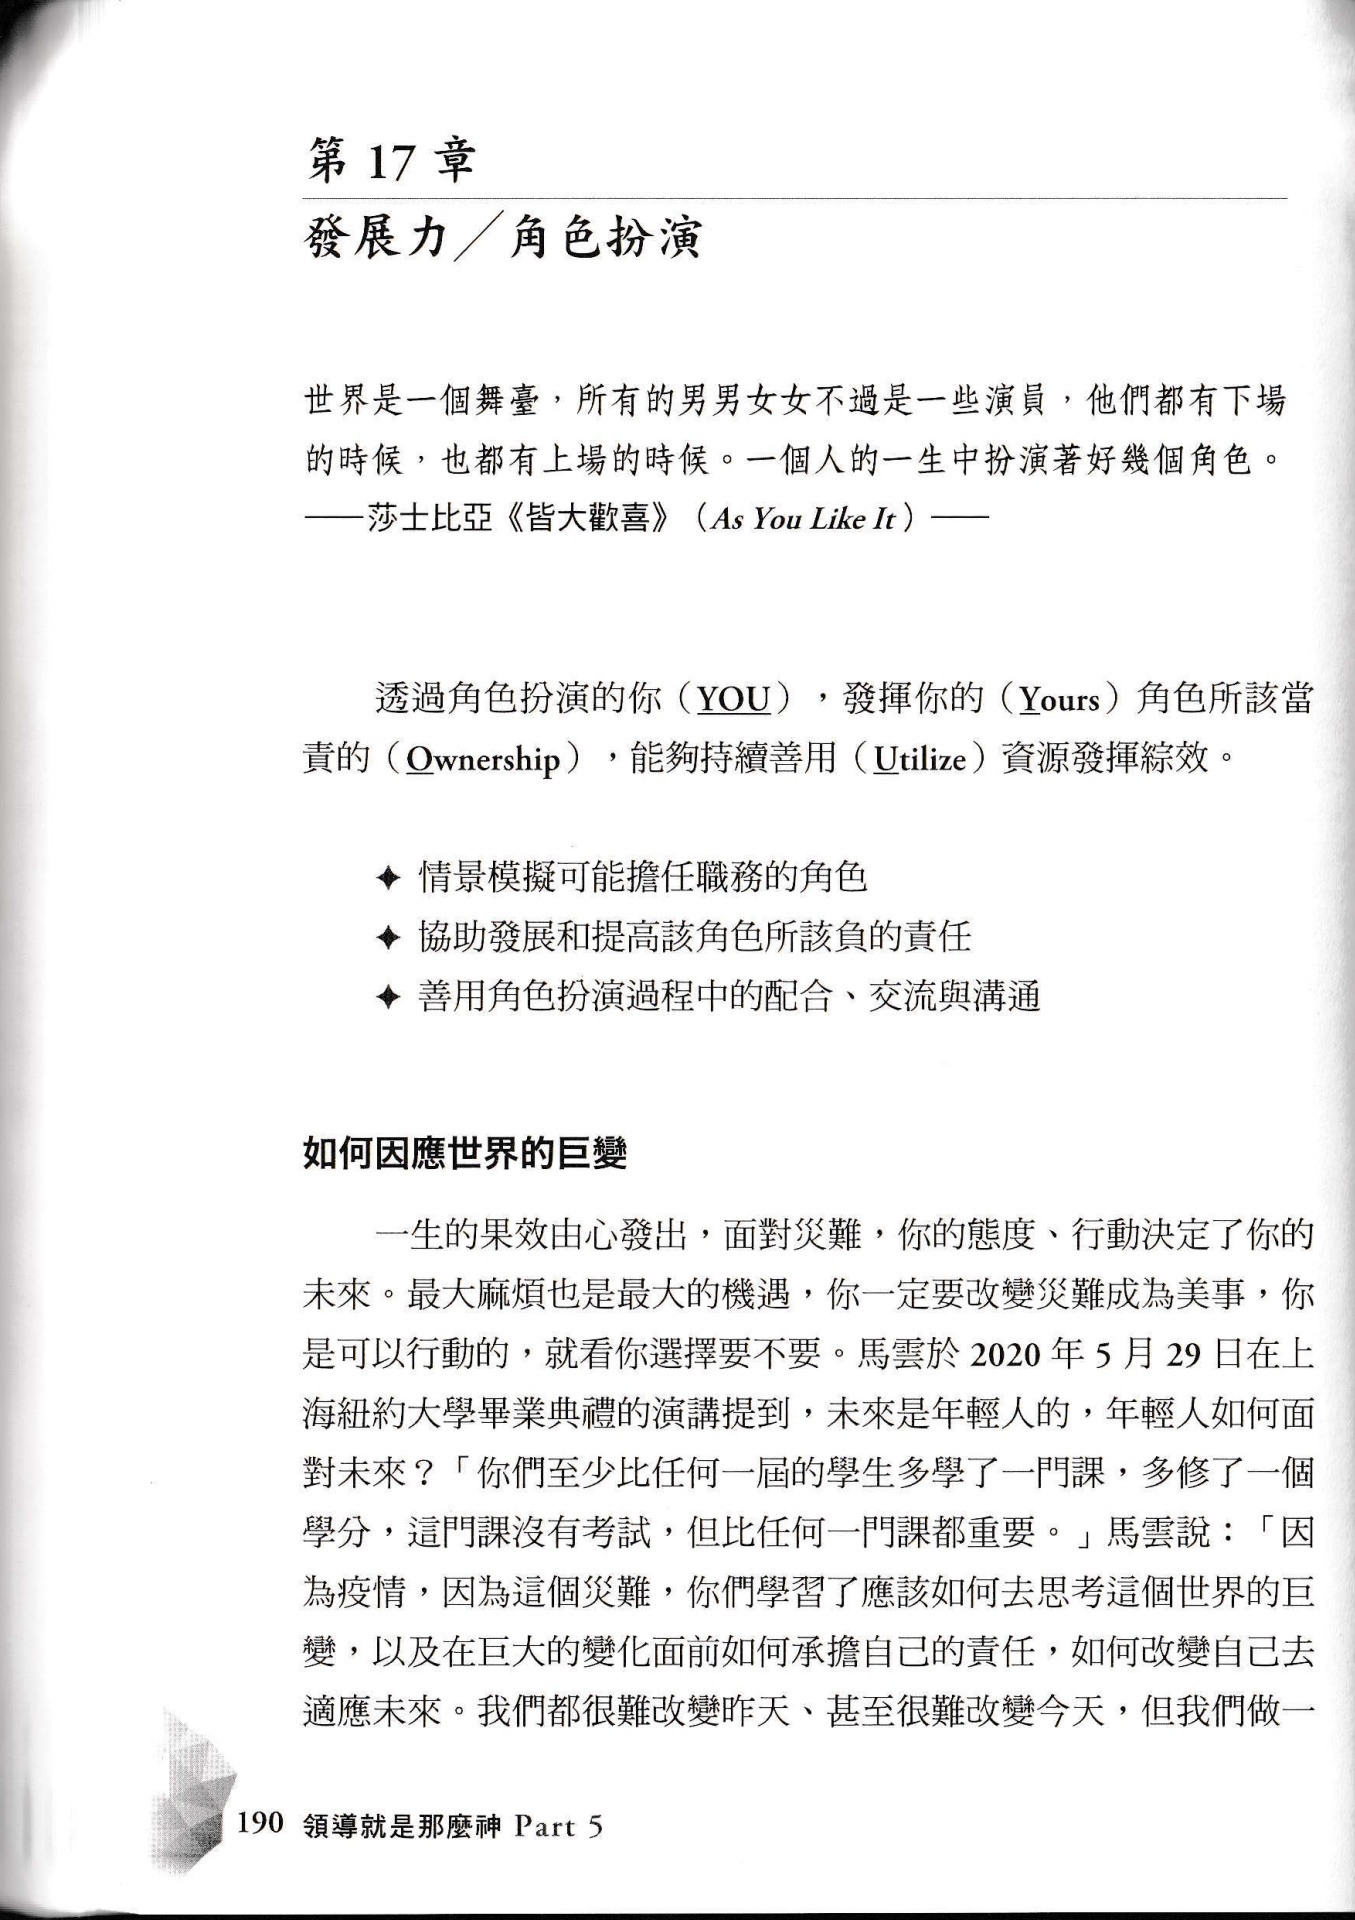 第 17 章
發展力／角色扮演
世界是一個舞臺，所有的男男女女不過是一些演員，他們都有下場
的時候，也都有上場的時候。一個人的一生中扮演著好幾個角色。
——莎士比亞《皆大歡喜》（As You Like It）——
透過角色扮演的你（YOU），發揮你的（Yours）角色所該當
責的（Ownership），能夠持續善用（Utilize）資源發揮綜效。
✦ 情景模擬可能擔任職務的角色
✦ 協助發展和提高該角色所該負的責任
✦ 善用角色扮演過程中的配合、交流與溝通
如何因應世界的巨變
一生的果效由心發出，面對災難，你的態度、行動決定了你的
未來。最大麻煩也是最大的機遇，你一定要改變災難成為美事，你
是可以行動的，就看你選擇要不要。馬雲於 2020 年 5 月 29 日在上
海紐約大學畢業典禮的演講提到，未來是年輕人的，年輕人如何面
對未來？「你們至少比任何一屆的學生多學了一門課，多修了一個
學分，這門課沒有考試，但比任何一門課都重要。」馬雲說：「因
為疫情，因為這個災難，你們學習了應該如何去思考這個世界的巨
變，以及在巨大的變化面前如何承擔自己的責任，如何改變自己去
適應未來。我們都很難改變昨天、甚至很難改變今天，但我們做一
190 領導就是那麼神 Part 5